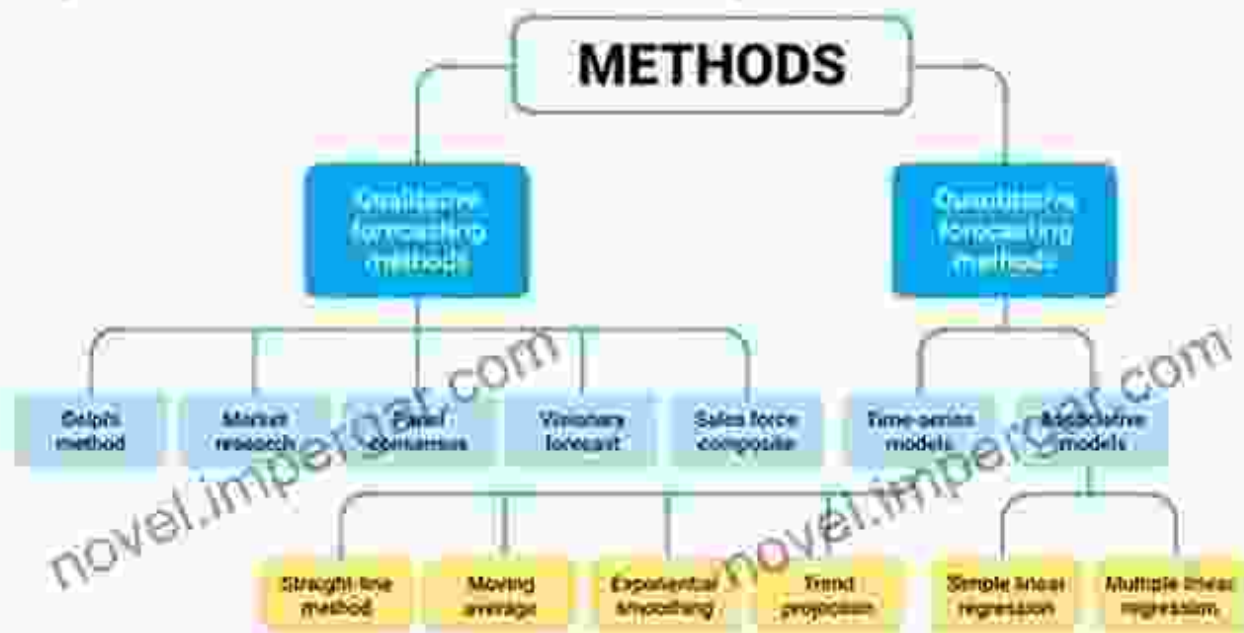 METHODS
Qualitative
forecasting
methods
Quantitative
forecasting
methods
Delphi
method
Market
research
Panel
consensus
Visionary
forecast
Sales force
composite
Time-series
models
Associative
models
Straight-line
method
Moving
average
Exponential
smoothing
Trend
projection
Simple linear
regression
Multiple linear
regression
novel.impergar.com
novel.impergar.com